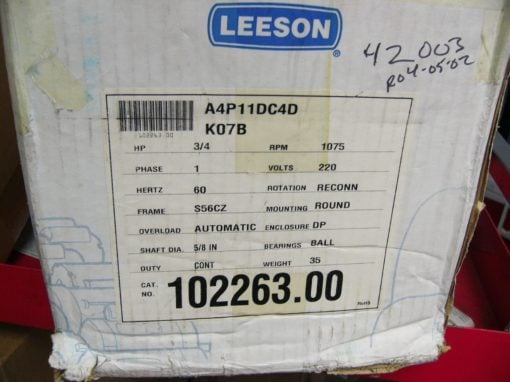 LEESON
42003
R04-05-02
A4P11DC4D
K07B
HP 3/4 RPM 1075
PHASE 1 VOLTS 220
HERTZ 60 ROTATION RECONN
FRAME S56CZ MOUNTING ROUND
OVERLOAD AUTOMATIC ENCLOSURE DP
SHAFT DIA. 5/8 IN BEARINGS BALL
DUTY CONT WEIGHT 35
CAT. NO. 102263.00